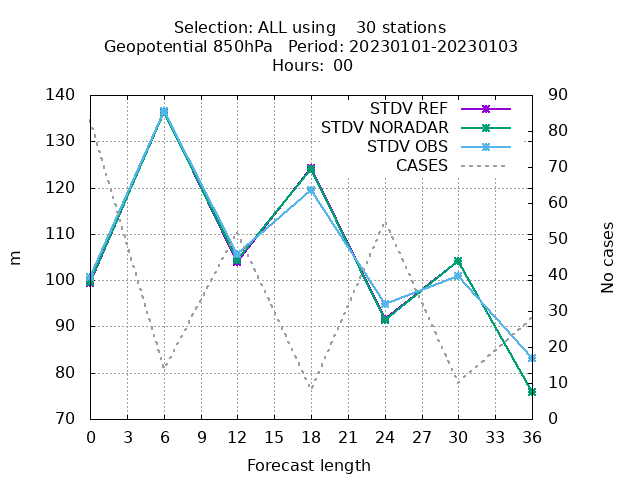 Selection: ALL using    30 stations
Geopotential 850hPa   Period: 20230101-20230103
Hours:  00
STDV REF
STDV NORADAR
STDV OBS
CASES
140
130
120
110
100
90
80
70
m
90
80
70
60
50
40
30
20
10
0
No cases
0 3 6 9 12 15 18 21 24 27 30 33 36
Forecast length